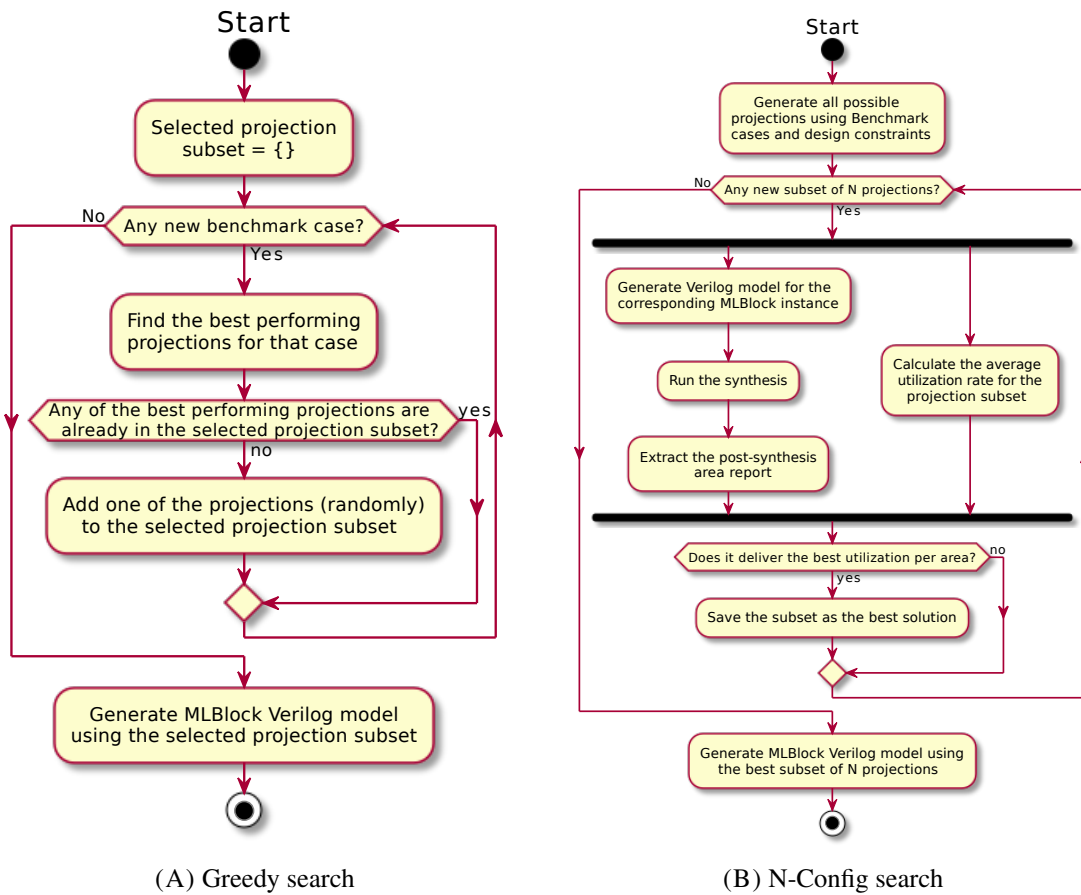 Start
Selected projection
subset = {}
No
Any new benchmark case?
Yes
Find the best performing
projections for that case
Any of the best performing projections are
already in the selected projection subset?
yes
no
Add one of the projections (randomly)
to the selected projection subset
Generate MLBlock Verilog model
using the selected projection subset
(A) Greedy search
Start
Generate all possible
projections using Benchmark
cases and design constraints
No
Any new subset of N projections?
Yes
Generate Verilog model for the
corresponding MLBlock instance
Run the synthesis
Extract the post-synthesis
area report
Calculate the average
utilization rate for the
projection subset
Does it deliver the best utilization per area?
no
yes
Save the subset as the best solution
Generate MLBlock Verilog model using
the best subset of N projections
(B) N-Config search